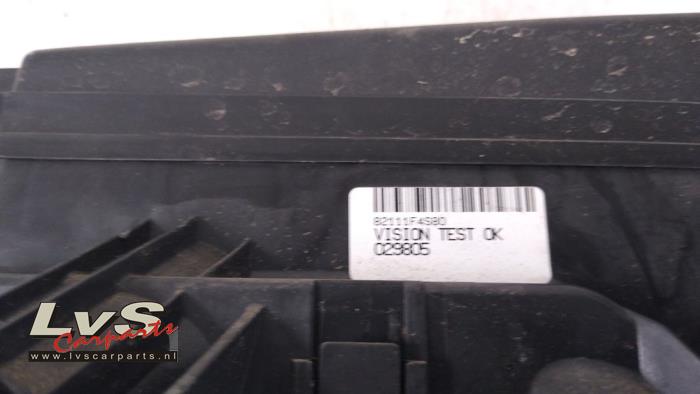 82111F4S80
VISION TEST OK
029805
LvS
Carparts
www.lvscarparts.nl